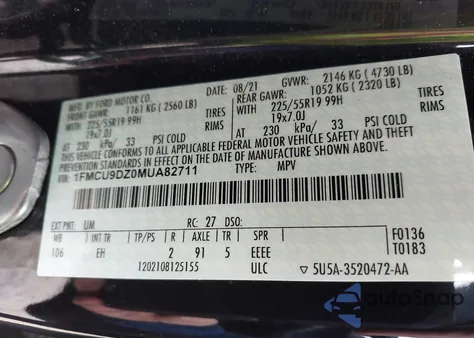 MFD. BY FORD MOTOR CO.
DATE: 08/21 GVWR: 2146 KG ( 4730 LB)
FRONT GAWR: 1161 KG ( 2560 LB) REAR GAWR: 1052 KG ( 2320 LB)
225/55R19 99H 225/55R19 99H
19x7.0J 19x7.0J
AT 230 kPa/ 33 PSI COLD AT 230 kPa/ 33 PSI COLD
THIS VEHICLE CONFORMS TO ALL APPLICABLE FEDERAL MOTOR VEHICLE SAFETY AND
THEFT PREVENTION STANDARDS IN EFFECT ON THE DATE OF MANUFACTURE SHOWN ABOVE.
VIN: 1FMCU9DZ0MUA82711 TYPE: MPV
EXT PNT: UM RC: 27 DSO: F0136
WB INT TR TP/PS R AXLE TR SPR T0183
106 EH 2 91 5 EEEE
1202108125155 ULC ▽ 5U5A-3520472-AA
AutoSnap